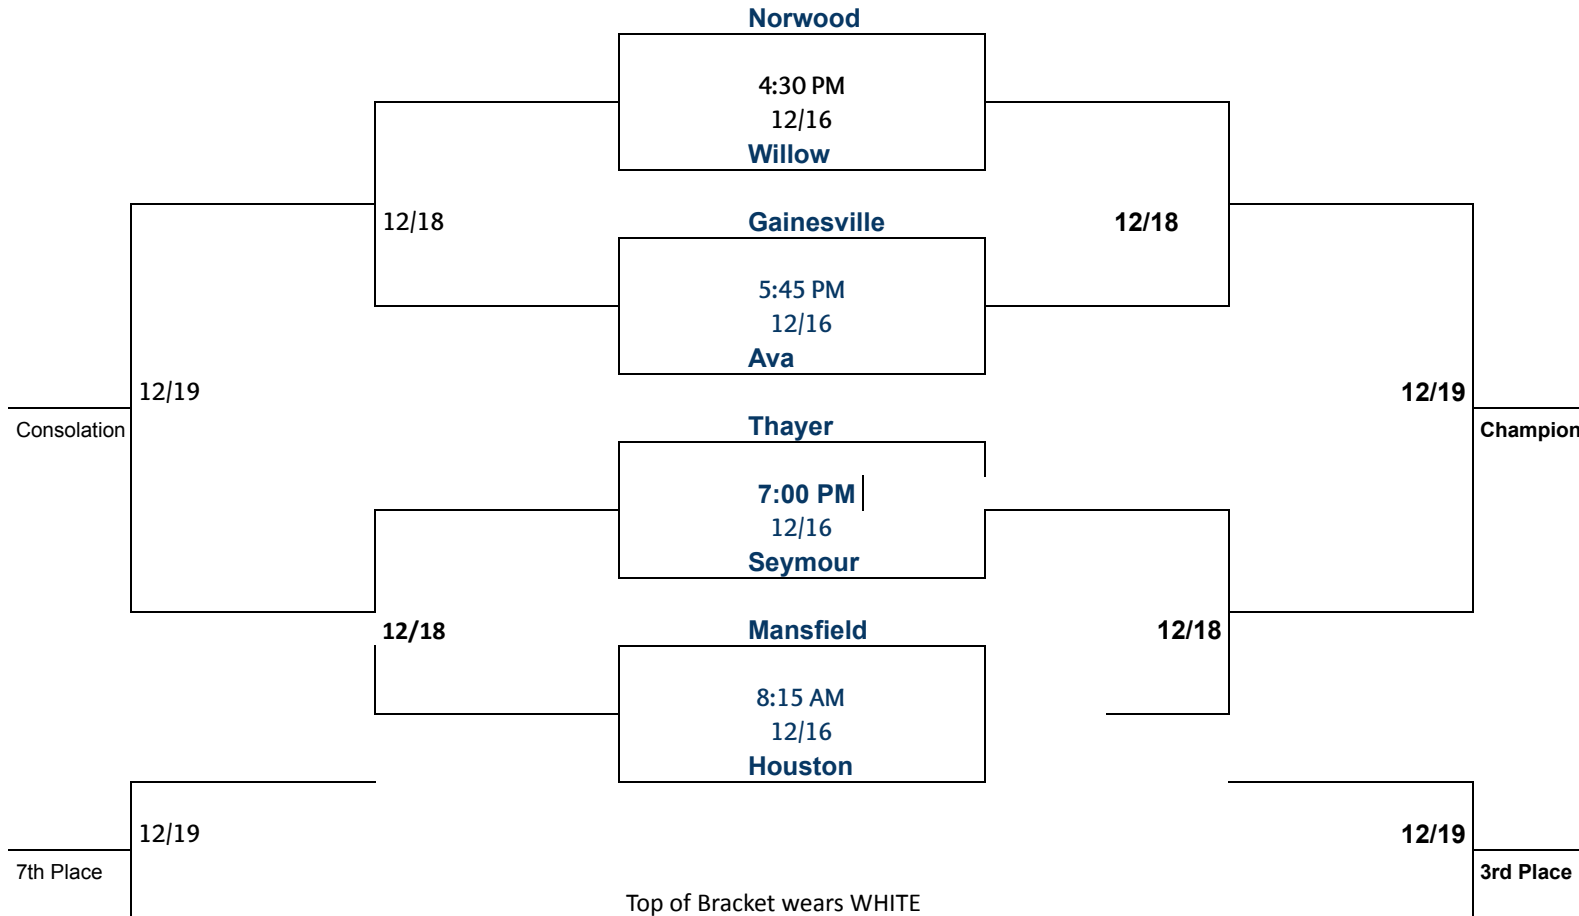 Norwood
4:30 PM
12/16
Willow
12/18
Gainesville
12/18
5:45 PM
12/16
Ava
12/19
12/19
Consolation
Thayer
Champion
7:00 PM
12/16
Seymour
12/18
Mansfield
12/18
8:15 AM
12/16
Houston
12/19
12/19
7th Place
3rd Place
Top of Bracket wears WHITE